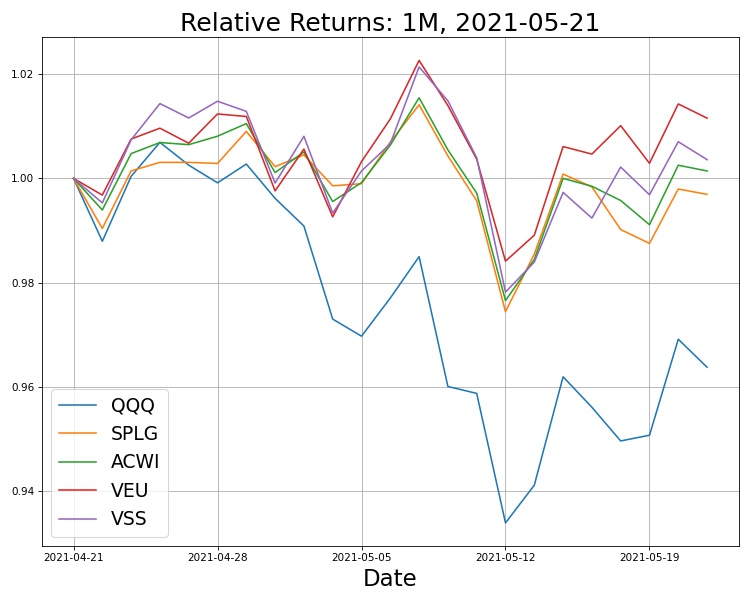 Relative Returns: 1M, 2021-05-21
1.02
1.00
0.98
0.96
0.94
QQQ
SPLG
ACWI
VEU
VSS
2021-04-21 2021-04-28 2021-05-05 2021-05-12 2021-05-19
Date